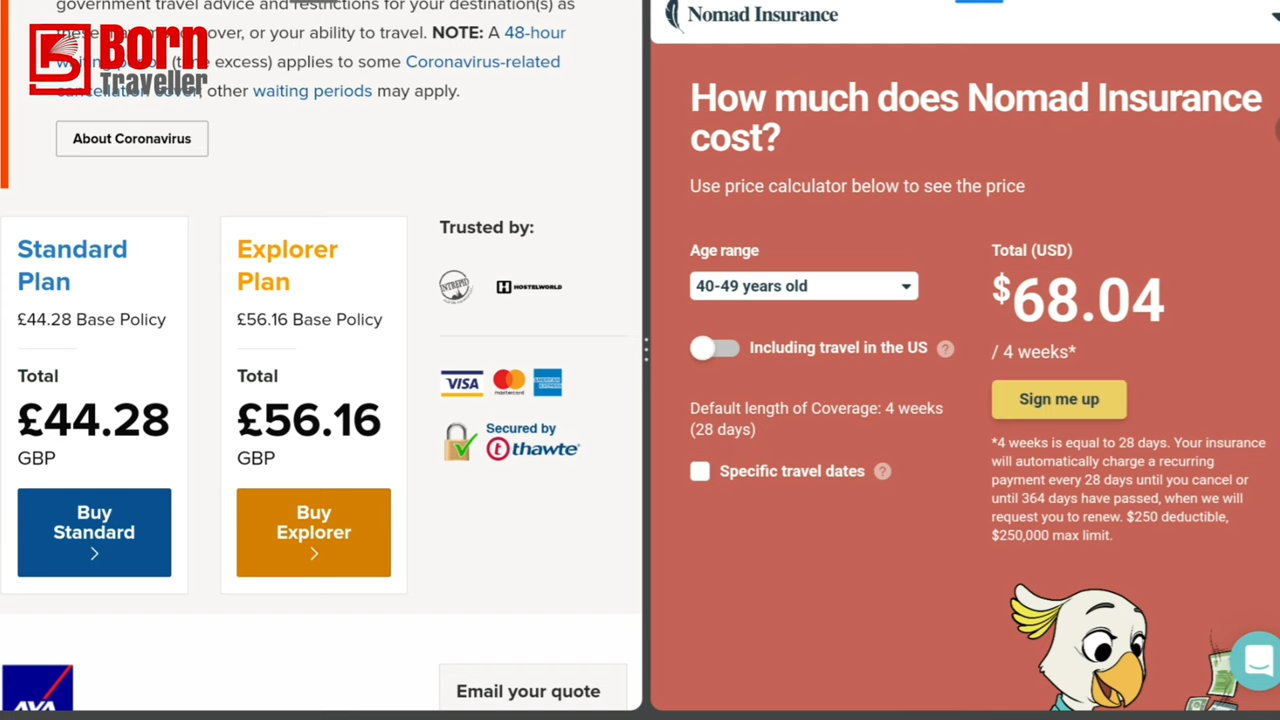 government travel advice and restrictions for your destination(s) as
cover, or your ability to travel. NOTE: A 48-hour
excess) applies to some Coronavirus-related
cancellation cover, other waiting periods may apply.
Born
Traveller
About Coronavirus
Standard
Plan
£44.28 Base Policy
Total
£44.28
GBP
Buy
Standard
Explorer
Plan
£56.16 Base Policy
Total
£56.16
GBP
Buy
Explorer
Trusted by:
INTREPID
HOSTELWORLD
VISA
mastercard
AMERICAN EXPRESS
Secured by
thawte
AXA
Email your quote
Nomad Insurance
How much does Nomad Insurance
cost?
Use price calculator below to see the price
Age range
40-49 years old
Including travel in the US ?
Default length of Coverage: 4 weeks
(28 days)
Specific travel dates ?
Total (USD)
$68.04
/ 4 weeks*
Sign me up
*4 weeks is equal to 28 days. Your insurance
will automatically charge a recurring
payment every 28 days until you cancel or
until 364 days have passed, when we will
request you to renew. $250 deductible,
$250,000 max limit.